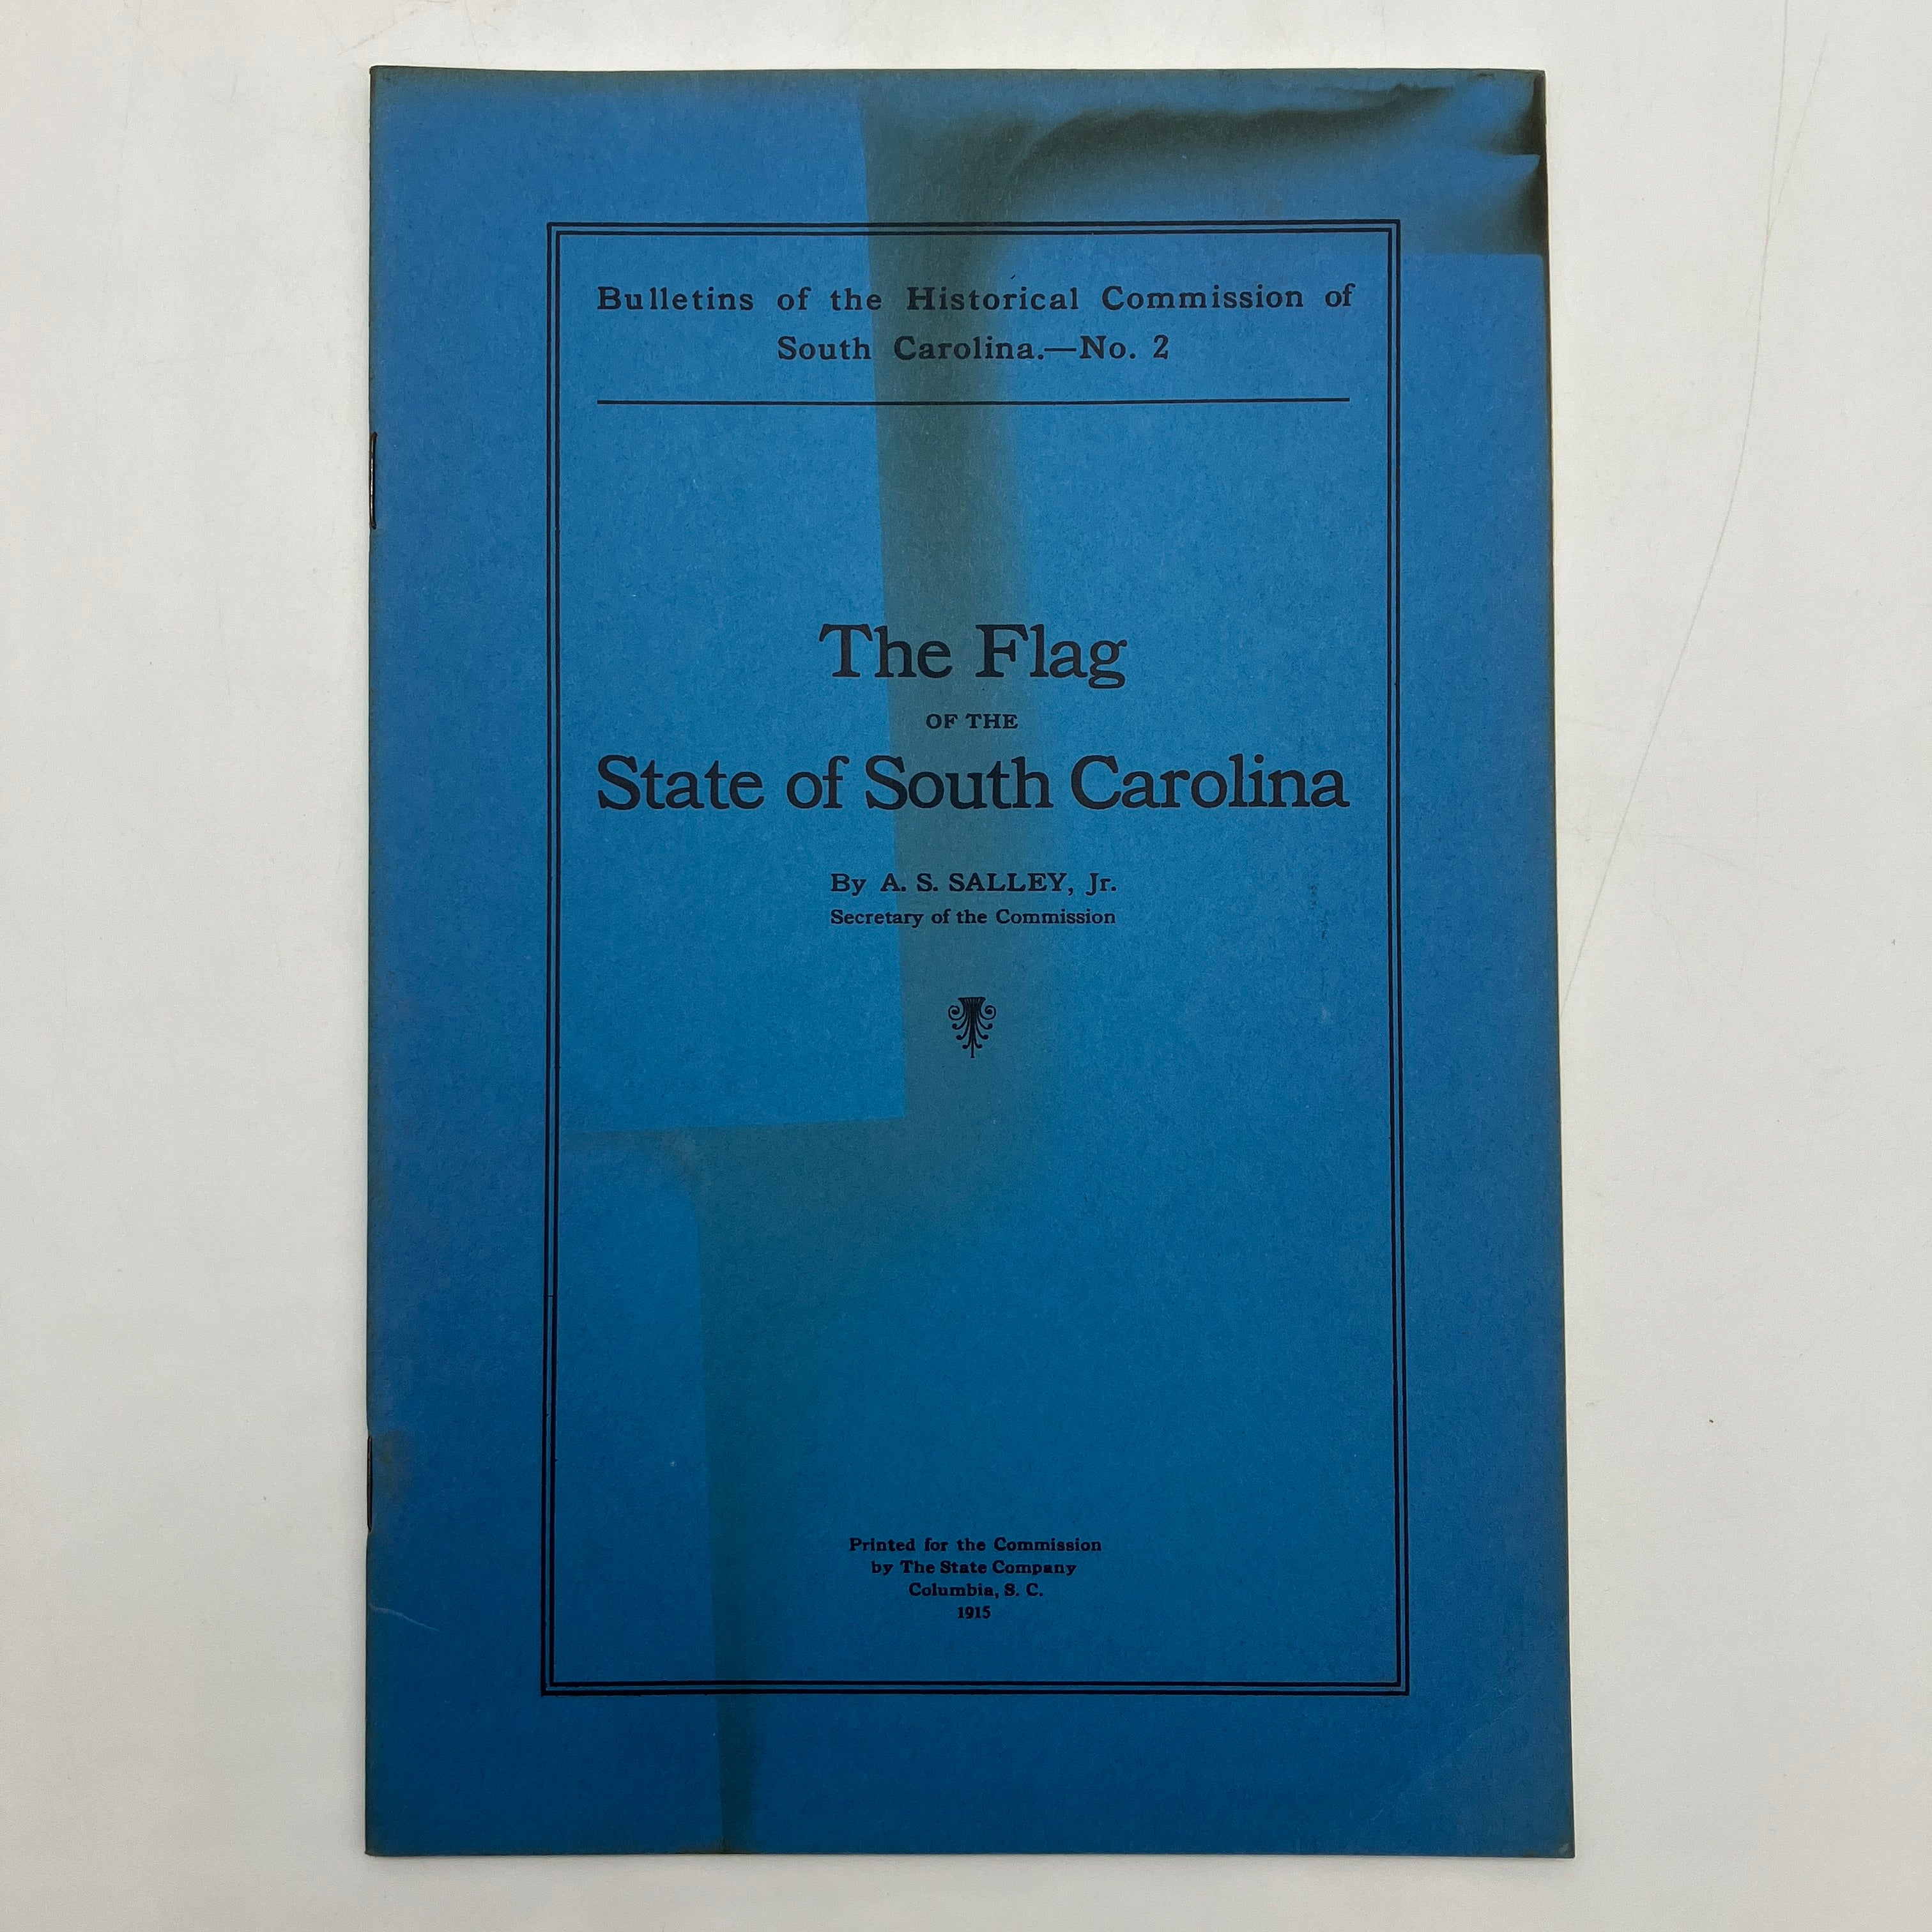 Bulletins of the Historical Commission of
South Carolina.—No. 2
The Flag
OF THE
State of South Carolina
By A. S. SALLEY, Jr.
Secretary of the Commission
Printed for the Commission
by The State Company
Columbia, S. C.
1915